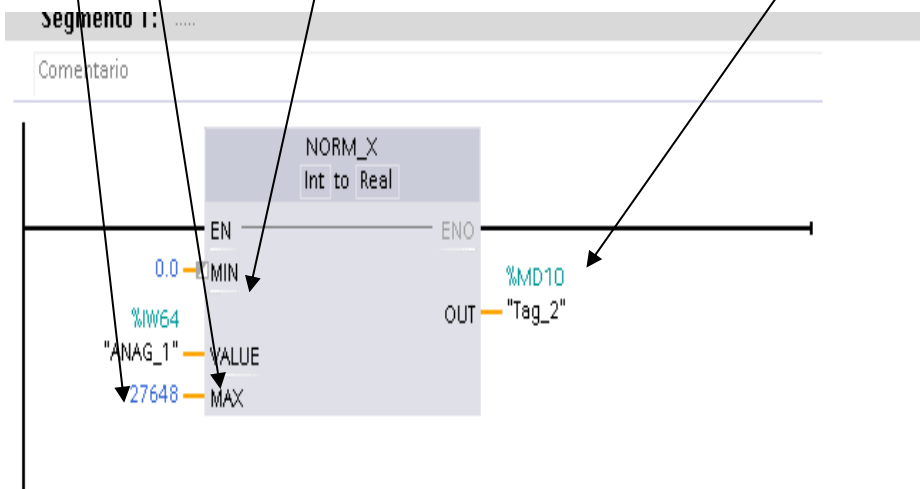 Segmento 1: .....
Comentario
NORM_X
Int to Real
EN
ENO
0.0
MIN
%MD10
%IW64
OUT
"Tag_2"
"ANAG_1"
VALUE
27648
MAX